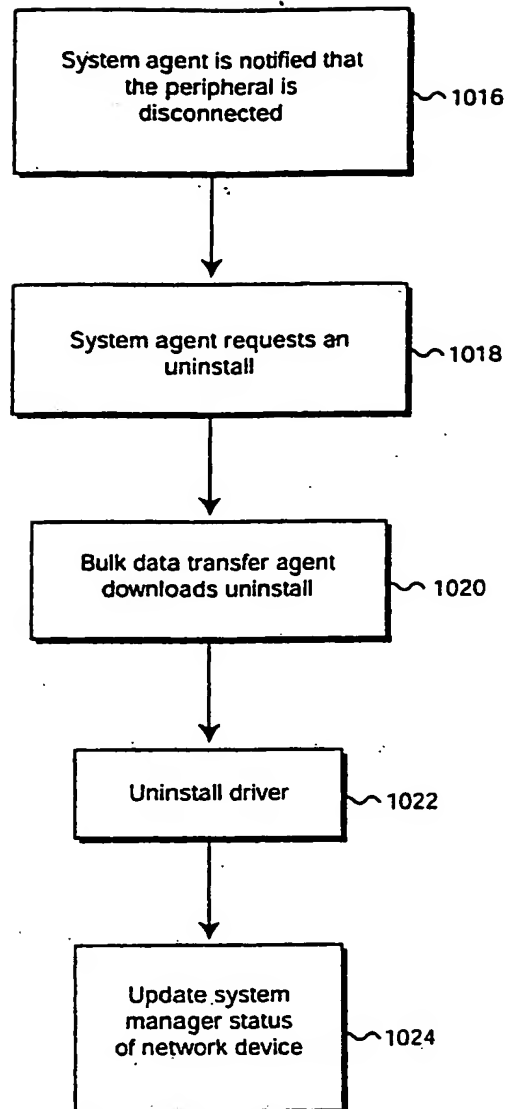 System agent is notified that
the peripheral is
disconnected
1016
System agent requests an
uninstall
1018
Bulk data transfer agent
downloads uninstall
1020
Uninstall driver
1022
Update system
manager status
of network device
1024